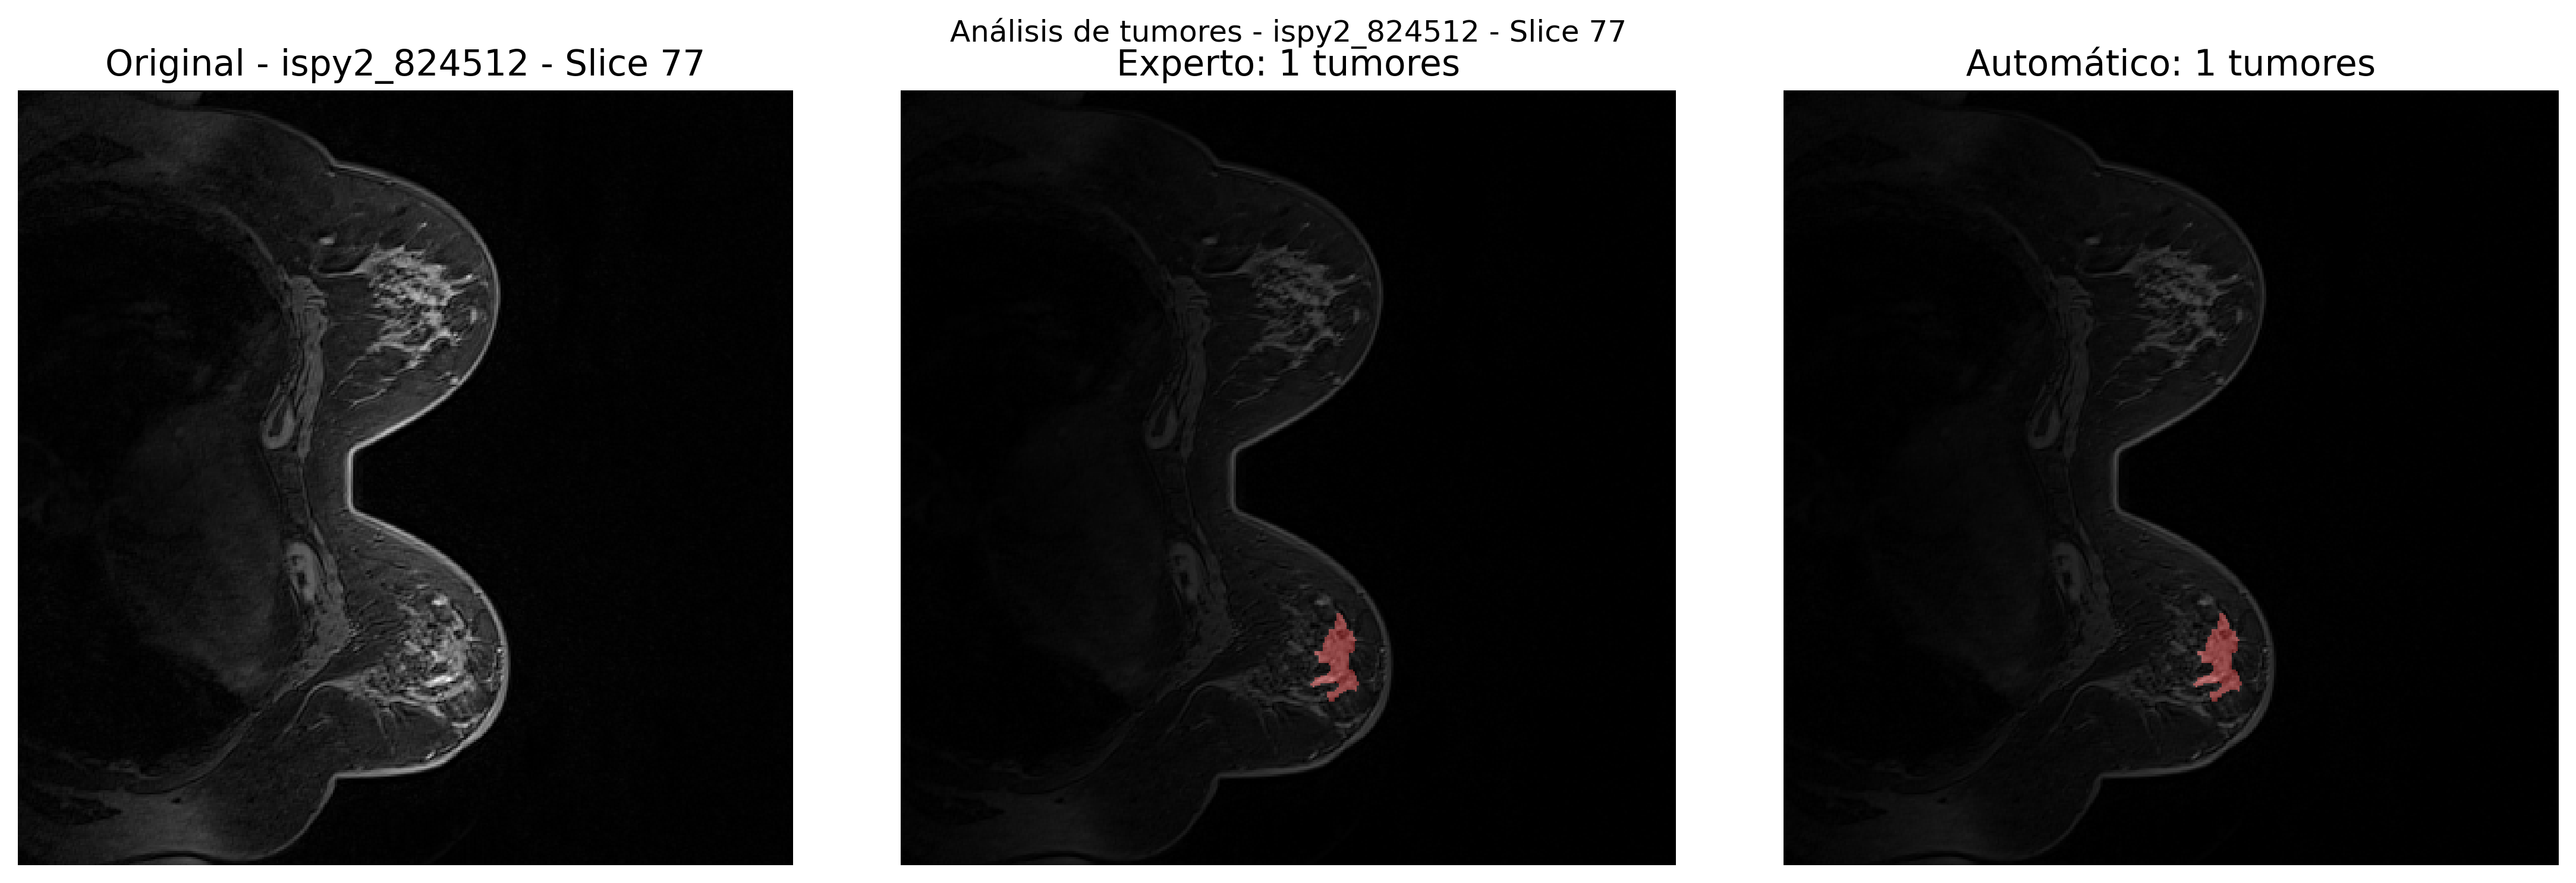 Análisis de tumores - ispy2_824512 - Slice 77
Original - ispy2_824512 - Slice 77
Experto: 1 tumores
Automático: 1 tumores